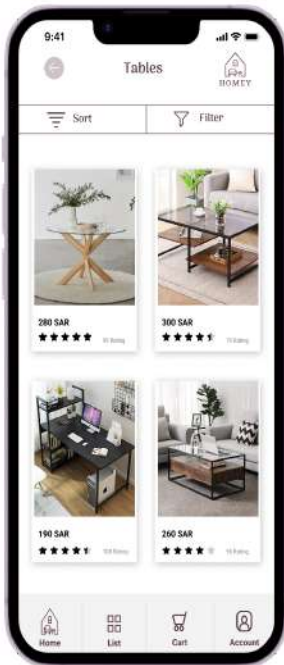 9:41
Tables
HOMEY
Sort
Filter
280 SAR
300 SAR
190 SAR
260 SAR
Home
List
Cart
Account